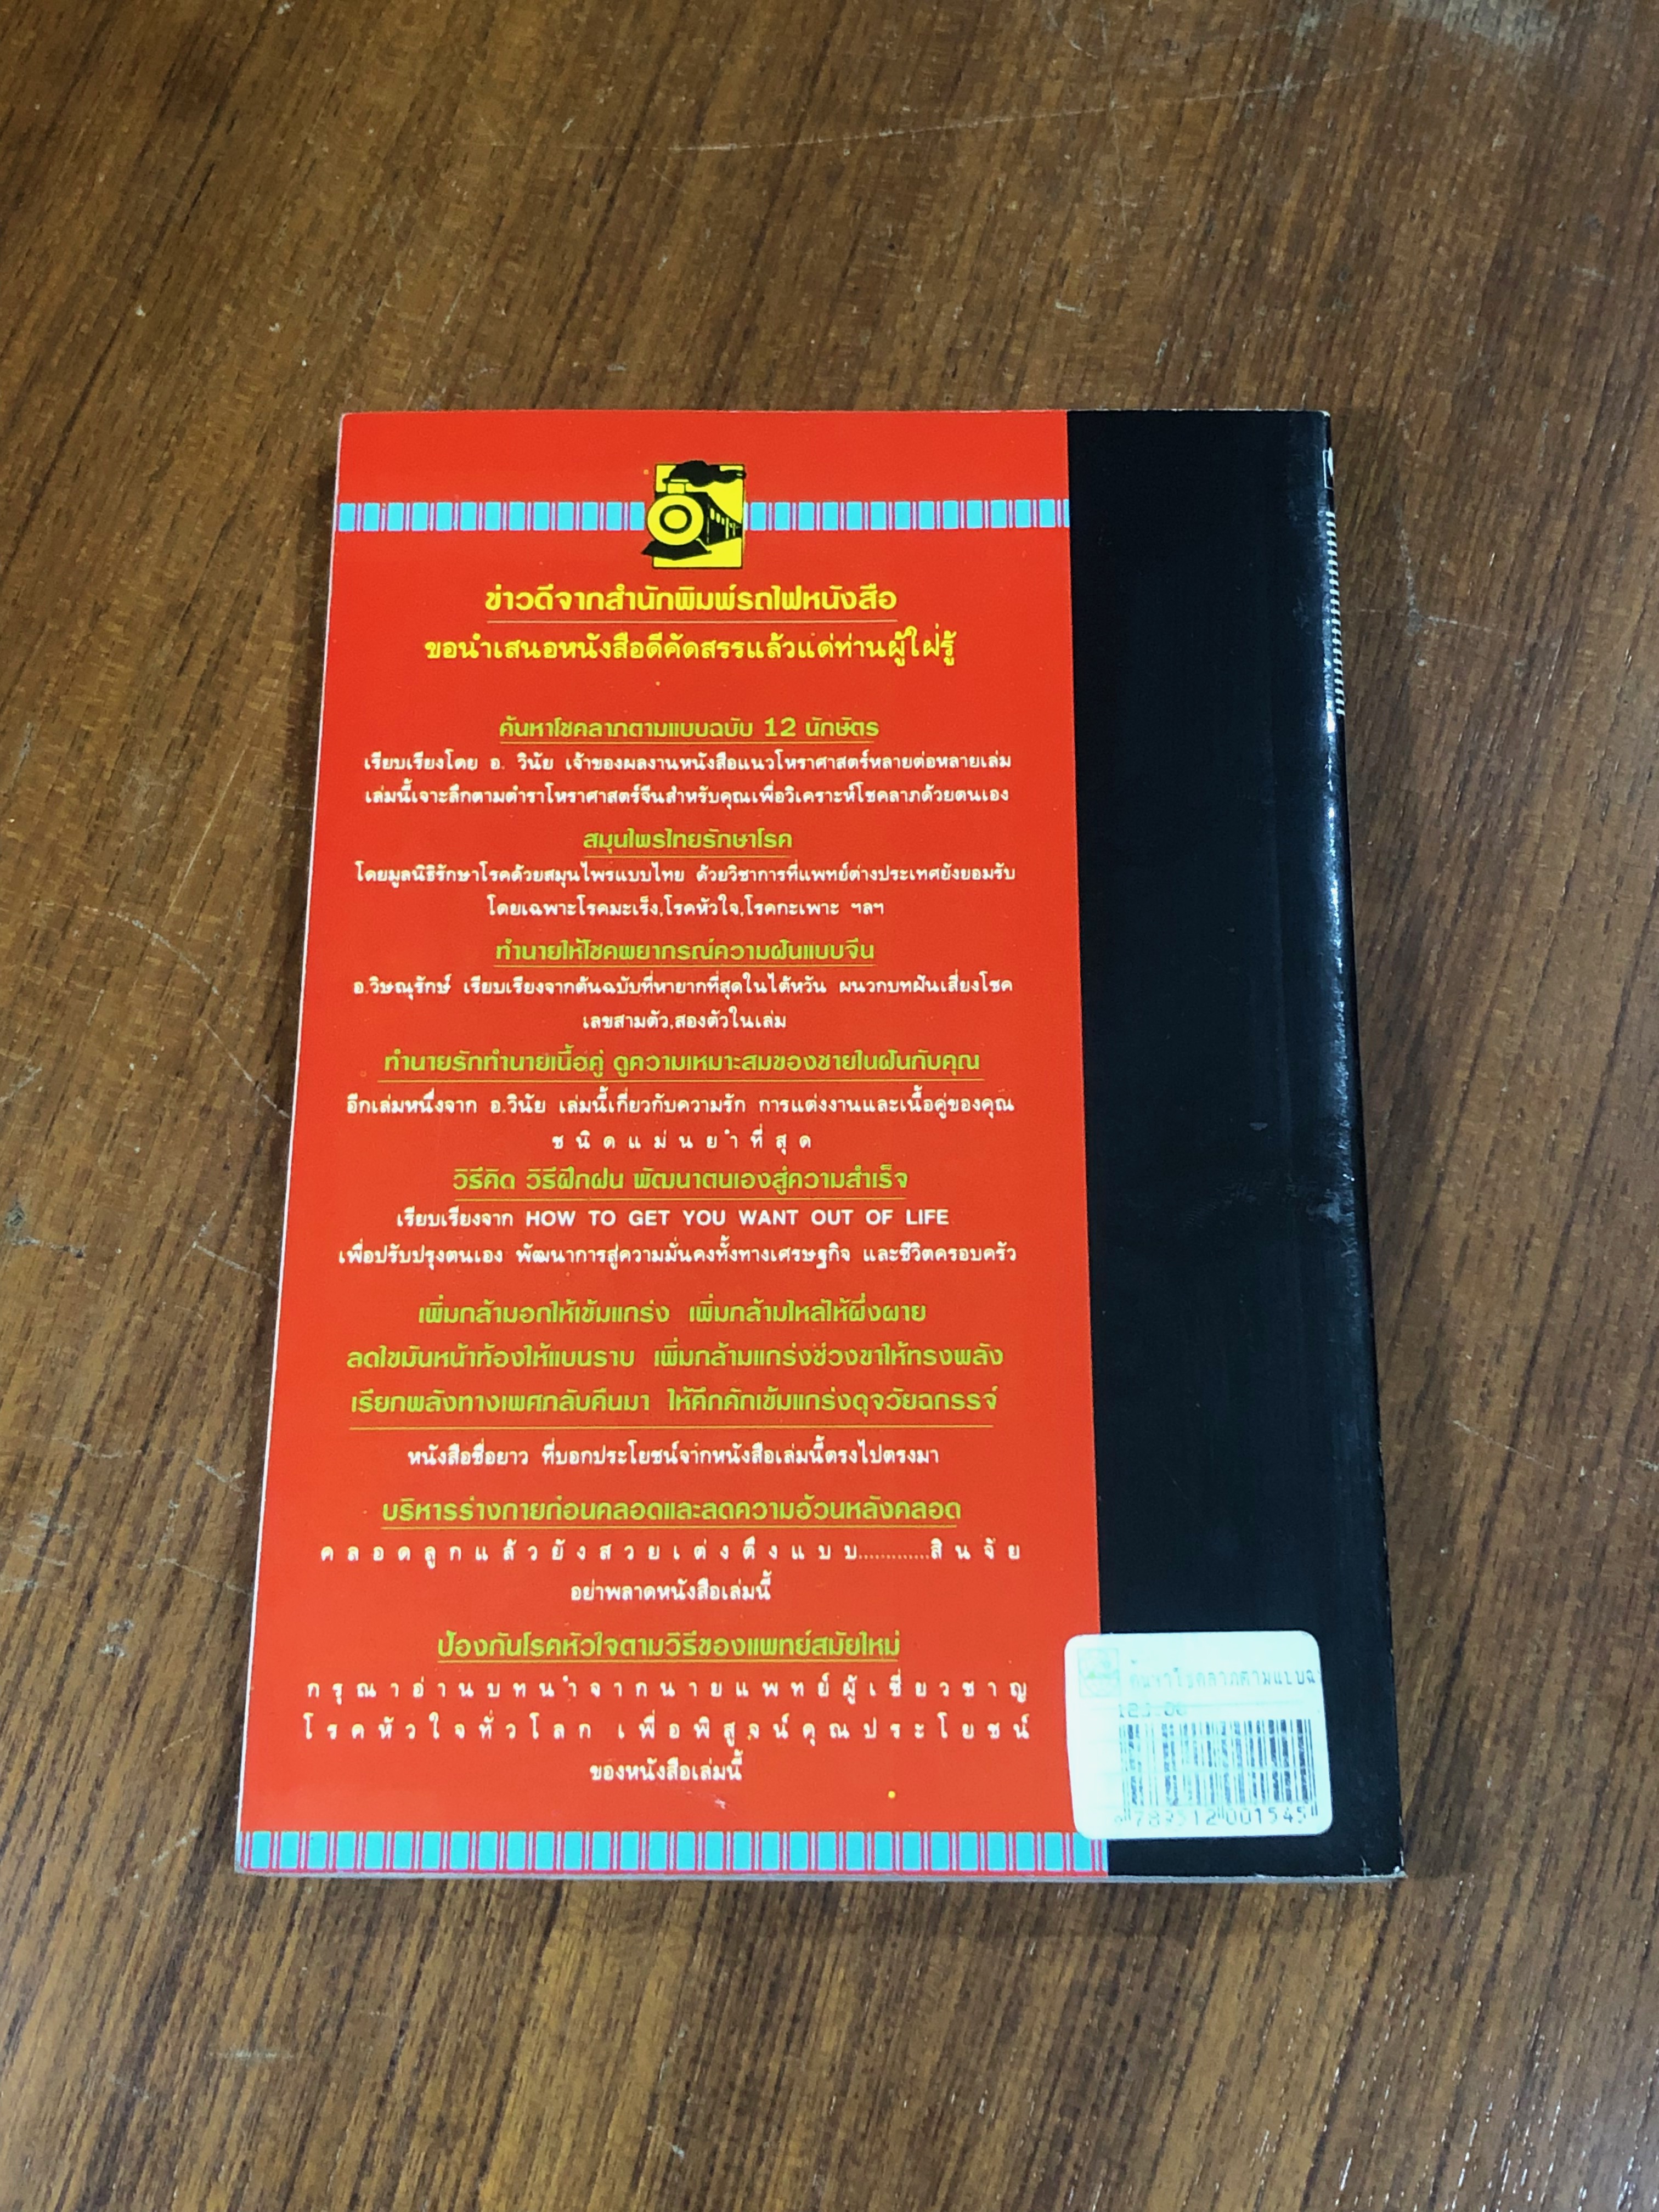 ข่าวดีจากสำนักพิมพ์รถไฟหนังสือ
ขอนำเสนอหนังสือดีคัดสรรแล้วแด่ท่านผู้ใฝ่รู้
ค้นหาโชคลาภตามแบบฉบับ 12 นักษัตร
เรียบเรียงโดย อ. วินัย เจ้าของผลงานหนังสือแนวโหราศาสตร์หลายต่อหลายเล่ม
เล่มนี้เจาะลึกตามตำราโหราศาสตร์จีนสำหรับคุณเพื่อวิเคราะห์โชคลาภด้วยตนเอง
สมุนไพรไทยรักษาโรค
โดยมูลนิธิรักษาโรคด้วยสมุนไพรแบบไทย ด้วยวิชาการที่แพทย์ต่างประเทศยังยอมรับ
โดยเฉพาะโรคมะเร็ง,โรคหัวใจ,โรคกะเพาะ ฯลฯ
ทำนายให้โชคพยากรณ์ความฝันแบบจีน
อ.วิษณุรักษ์ เรียบเรียงจากต้นฉบับที่หายากที่สุดในไต้หวัน ผนวกบทฝันเสี่ยงโชค
เลขสามตัว,สองตัวในเล่ม
ทำนายรักทำนายเนื้อคู่ ดูความเหมาะสมของชายในฝันกับคุณ
อีกเล่มหนึ่งจาก อ.วินัย เล่มนี้เกี่ยวกับความรัก การแต่งงานและเนื้อคู่ของคุณ
ชนิดแม่นยำที่สุด
วิธีคิด วิธีฝึกฝน พัฒนาตนเองสู่ความสำเร็จ
เรียบเรียงจาก HOW TO GET YOU WANT OUT OF LIFE
เพื่อปรับปรุงตนเอง พัฒนาการสู่ความมั่นคงทั้งทางเศรษฐกิจ และชีวิตครอบครัว
เพิ่มกล้ามอกให้เข้มแกร่ง เพิ่มกล้ามไหล่ให้ผึ่งผาย
ลดไขมันหน้าท้องให้แบนราบ เพิ่มกล้ามแกร่งช่วงขาให้ทรงพลัง
เรียกพลังทางเพศกลับคืนมา ให้คึกคักเข้มแกร่งดุจวัยฉกรรจ์
หนังสือชื่อยาว ที่บอกประโยชน์จากหนังสือเล่มนี้ตรงไปตรงมา
บริหารร่างกายก่อนคลอดและลดความอ้วนหลังคลอด
คลอดลูกแล้วยังสวยเต่งตึงแบบ.............สินจัย
อย่าพลาดหนังสือเล่มนี้
ป้องกันโรคหัวใจตามวิธีของแพทย์สมัยใหม่
กรุณาอ่านบทนำจากนายแพทย์ผู้เชี่ยวชาญ
โรคหัวใจทั่วโลก เพื่อพิสูจน์คุณประโยชน์
ของหนังสือเล่มนี้
ค้นหาโชคลาภตามแบบฉ